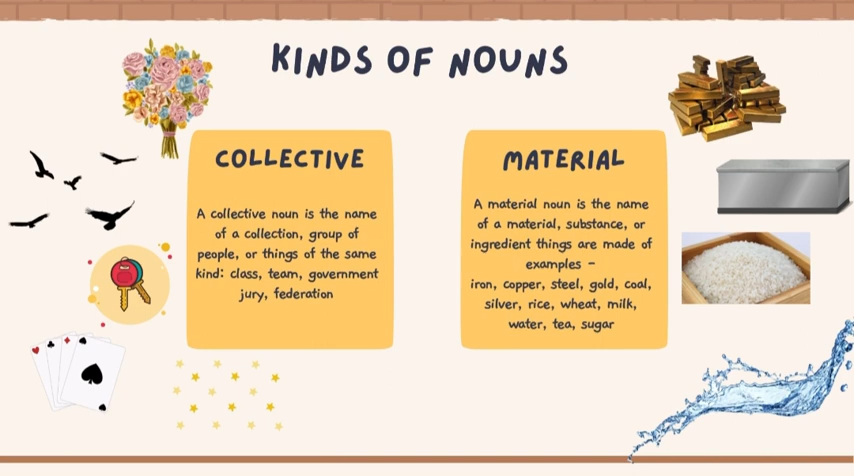 KINDS OF NOUNS
COLLECTIVE
A collective noun is the name
of a collection, group of
people, or things of the same
kind: class, team, government
jury, federation
MATERIAL
A material noun is the name
of a material, substance, or
ingredient things are made of
examples –
iron, copper, steel, gold, coal,
silver, rice, wheat, milk,
water, tea, sugar